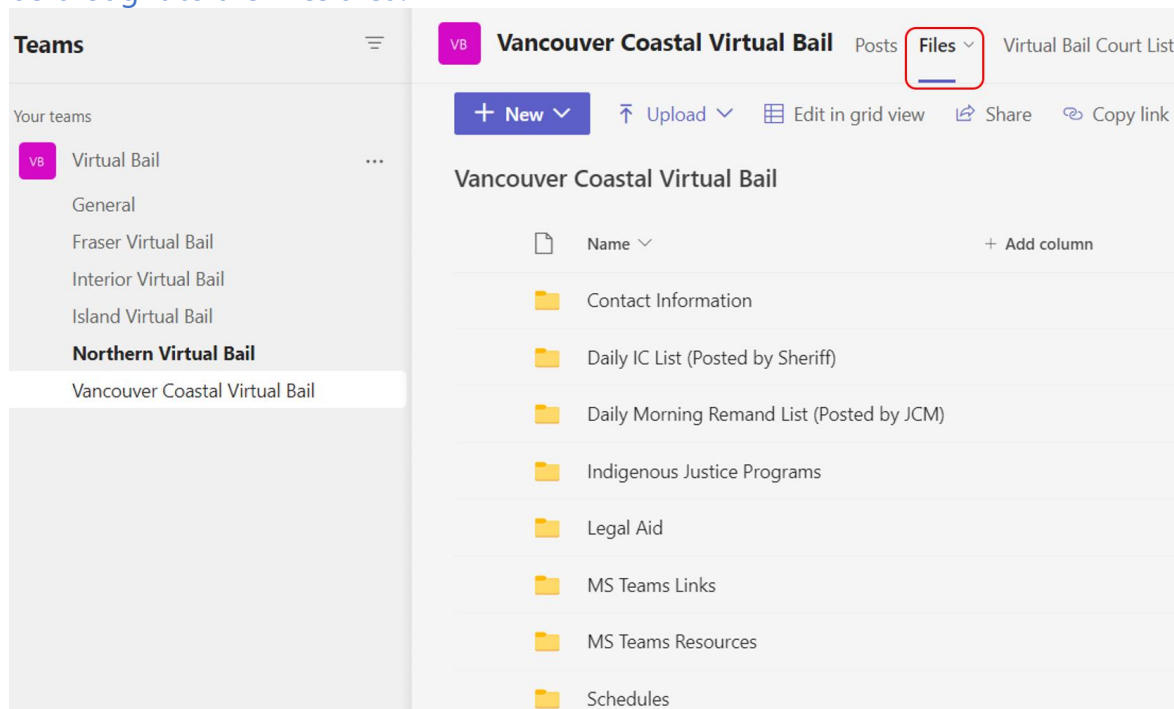 Teams
Your teams
VB Virtual Bail
General
Fraser Virtual Bail
Interior Virtual Bail
Island Virtual Bail
Northern Virtual Bail
Vancouver Coastal Virtual Bail
VB Vancouver Coastal Virtual Bail Posts Files Virtual Bail Court List
+ New Upload Edit in grid view Share Copy link
Vancouver Coastal Virtual Bail
Name + Add column
Contact Information
Daily IC List (Posted by Sheriff)
Daily Morning Remand List (Posted by JCM)
Indigenous Justice Programs
Legal Aid
MS Teams Links
MS Teams Resources
Schedules